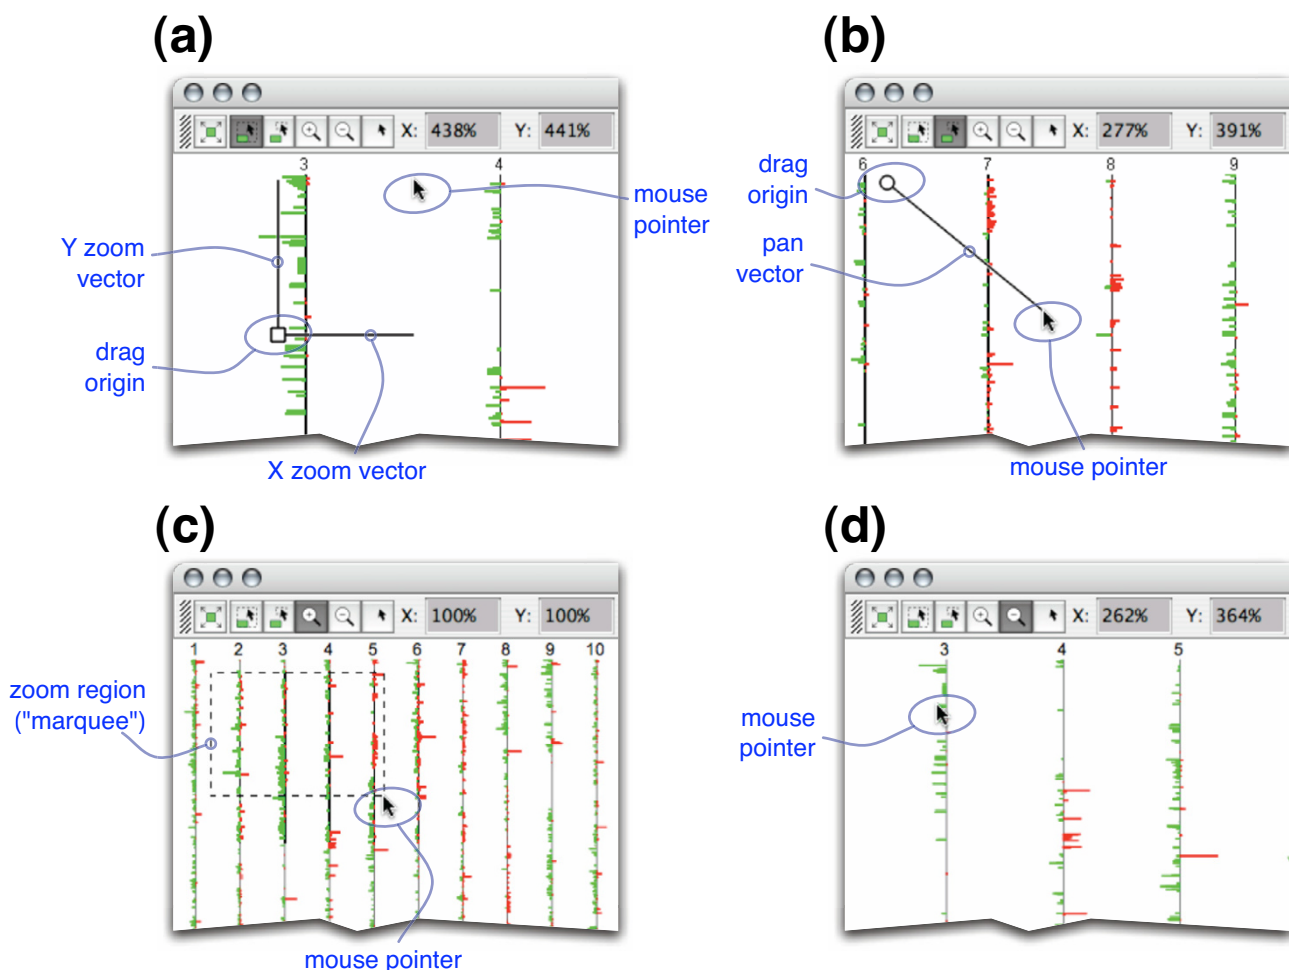 (a)
X: 438% Y: 441%
3 4
mouse
pointer
Y zoom
vector
drag
origin
X zoom vector
(b)
X: 277% Y: 391%
6 7 8 9
drag
origin
pan
vector
mouse pointer
(c)
X: 100% Y: 100%
1 2 3 4 5 6 7 8 9 10
zoom region
("marquee")
mouse pointer
(d)
X: 262% Y: 364%
3 4 5
mouse
pointer